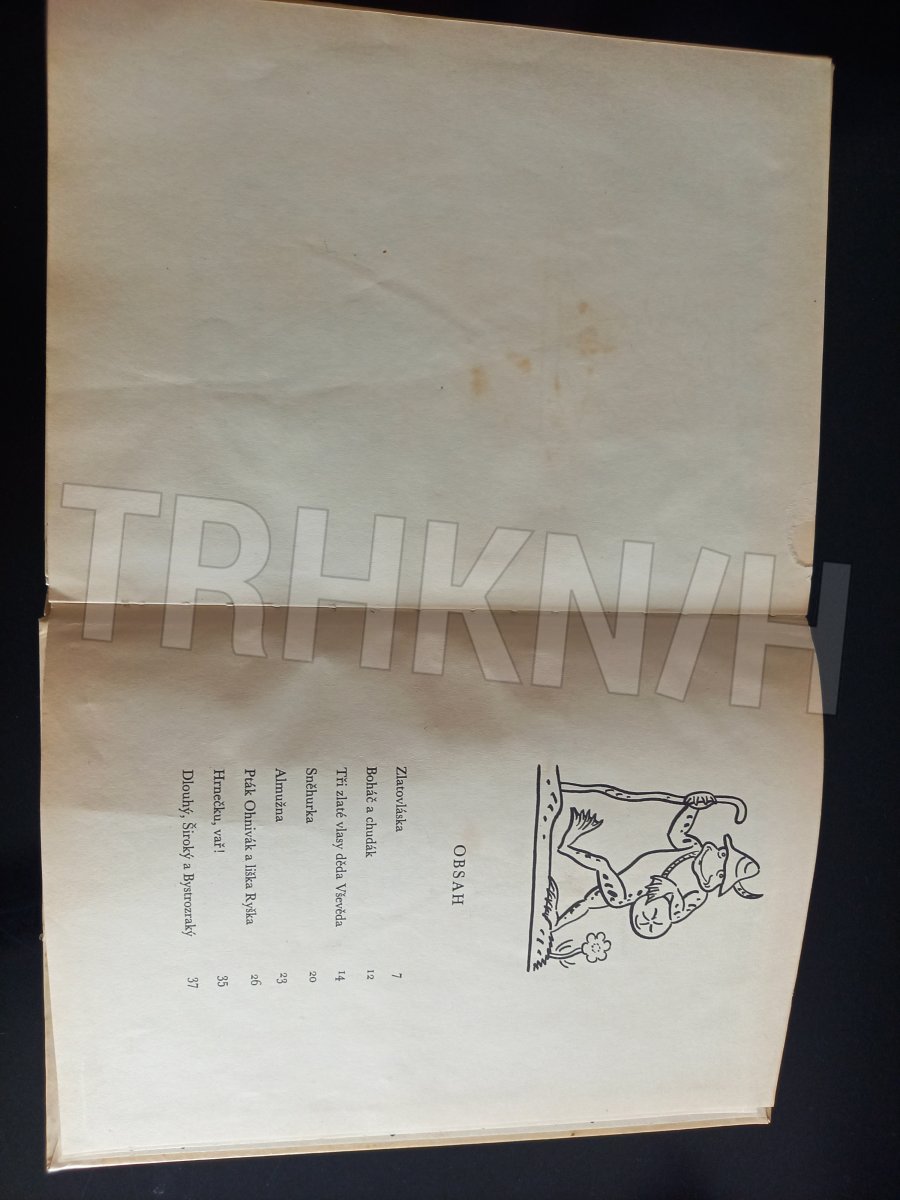 OBSAH
Zlatovláska 7
Boháč a chudák 12
Tři zlaté vlasy děda Vševěda 14
Sněhurka 20
Almužna 23
Pták Ohnivák a liška Ryška 26
Hrnečku, vař! 35
Dlouhý, Široký a Bystrozraký 37
TRHKN/H